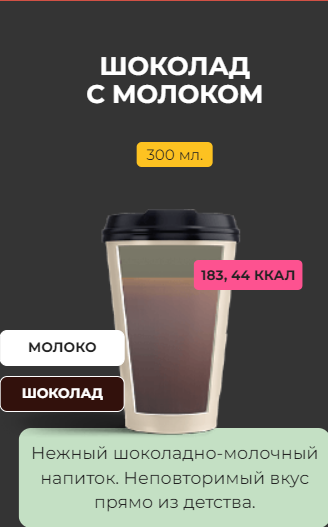 ШОКОЛАД
С МОЛОКОМ
300 мл.
183, 44 ККАЛ
МОЛОКО
ШОКОЛАД
Нежный шоколадно-молочный
напиток. Неповторимый вкус
прямо из детства.